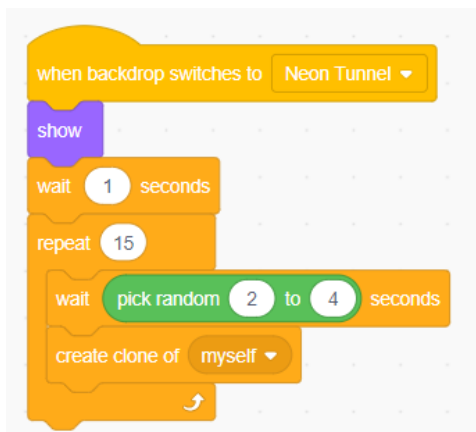 when backdrop switches to Neon Tunnel
show
wait 1 seconds
repeat 15
wait pick random 2 to 4 seconds
create clone of myself